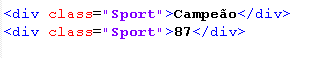 <div class="Sport">Campeão</div>
<div class="Sport">87</div>